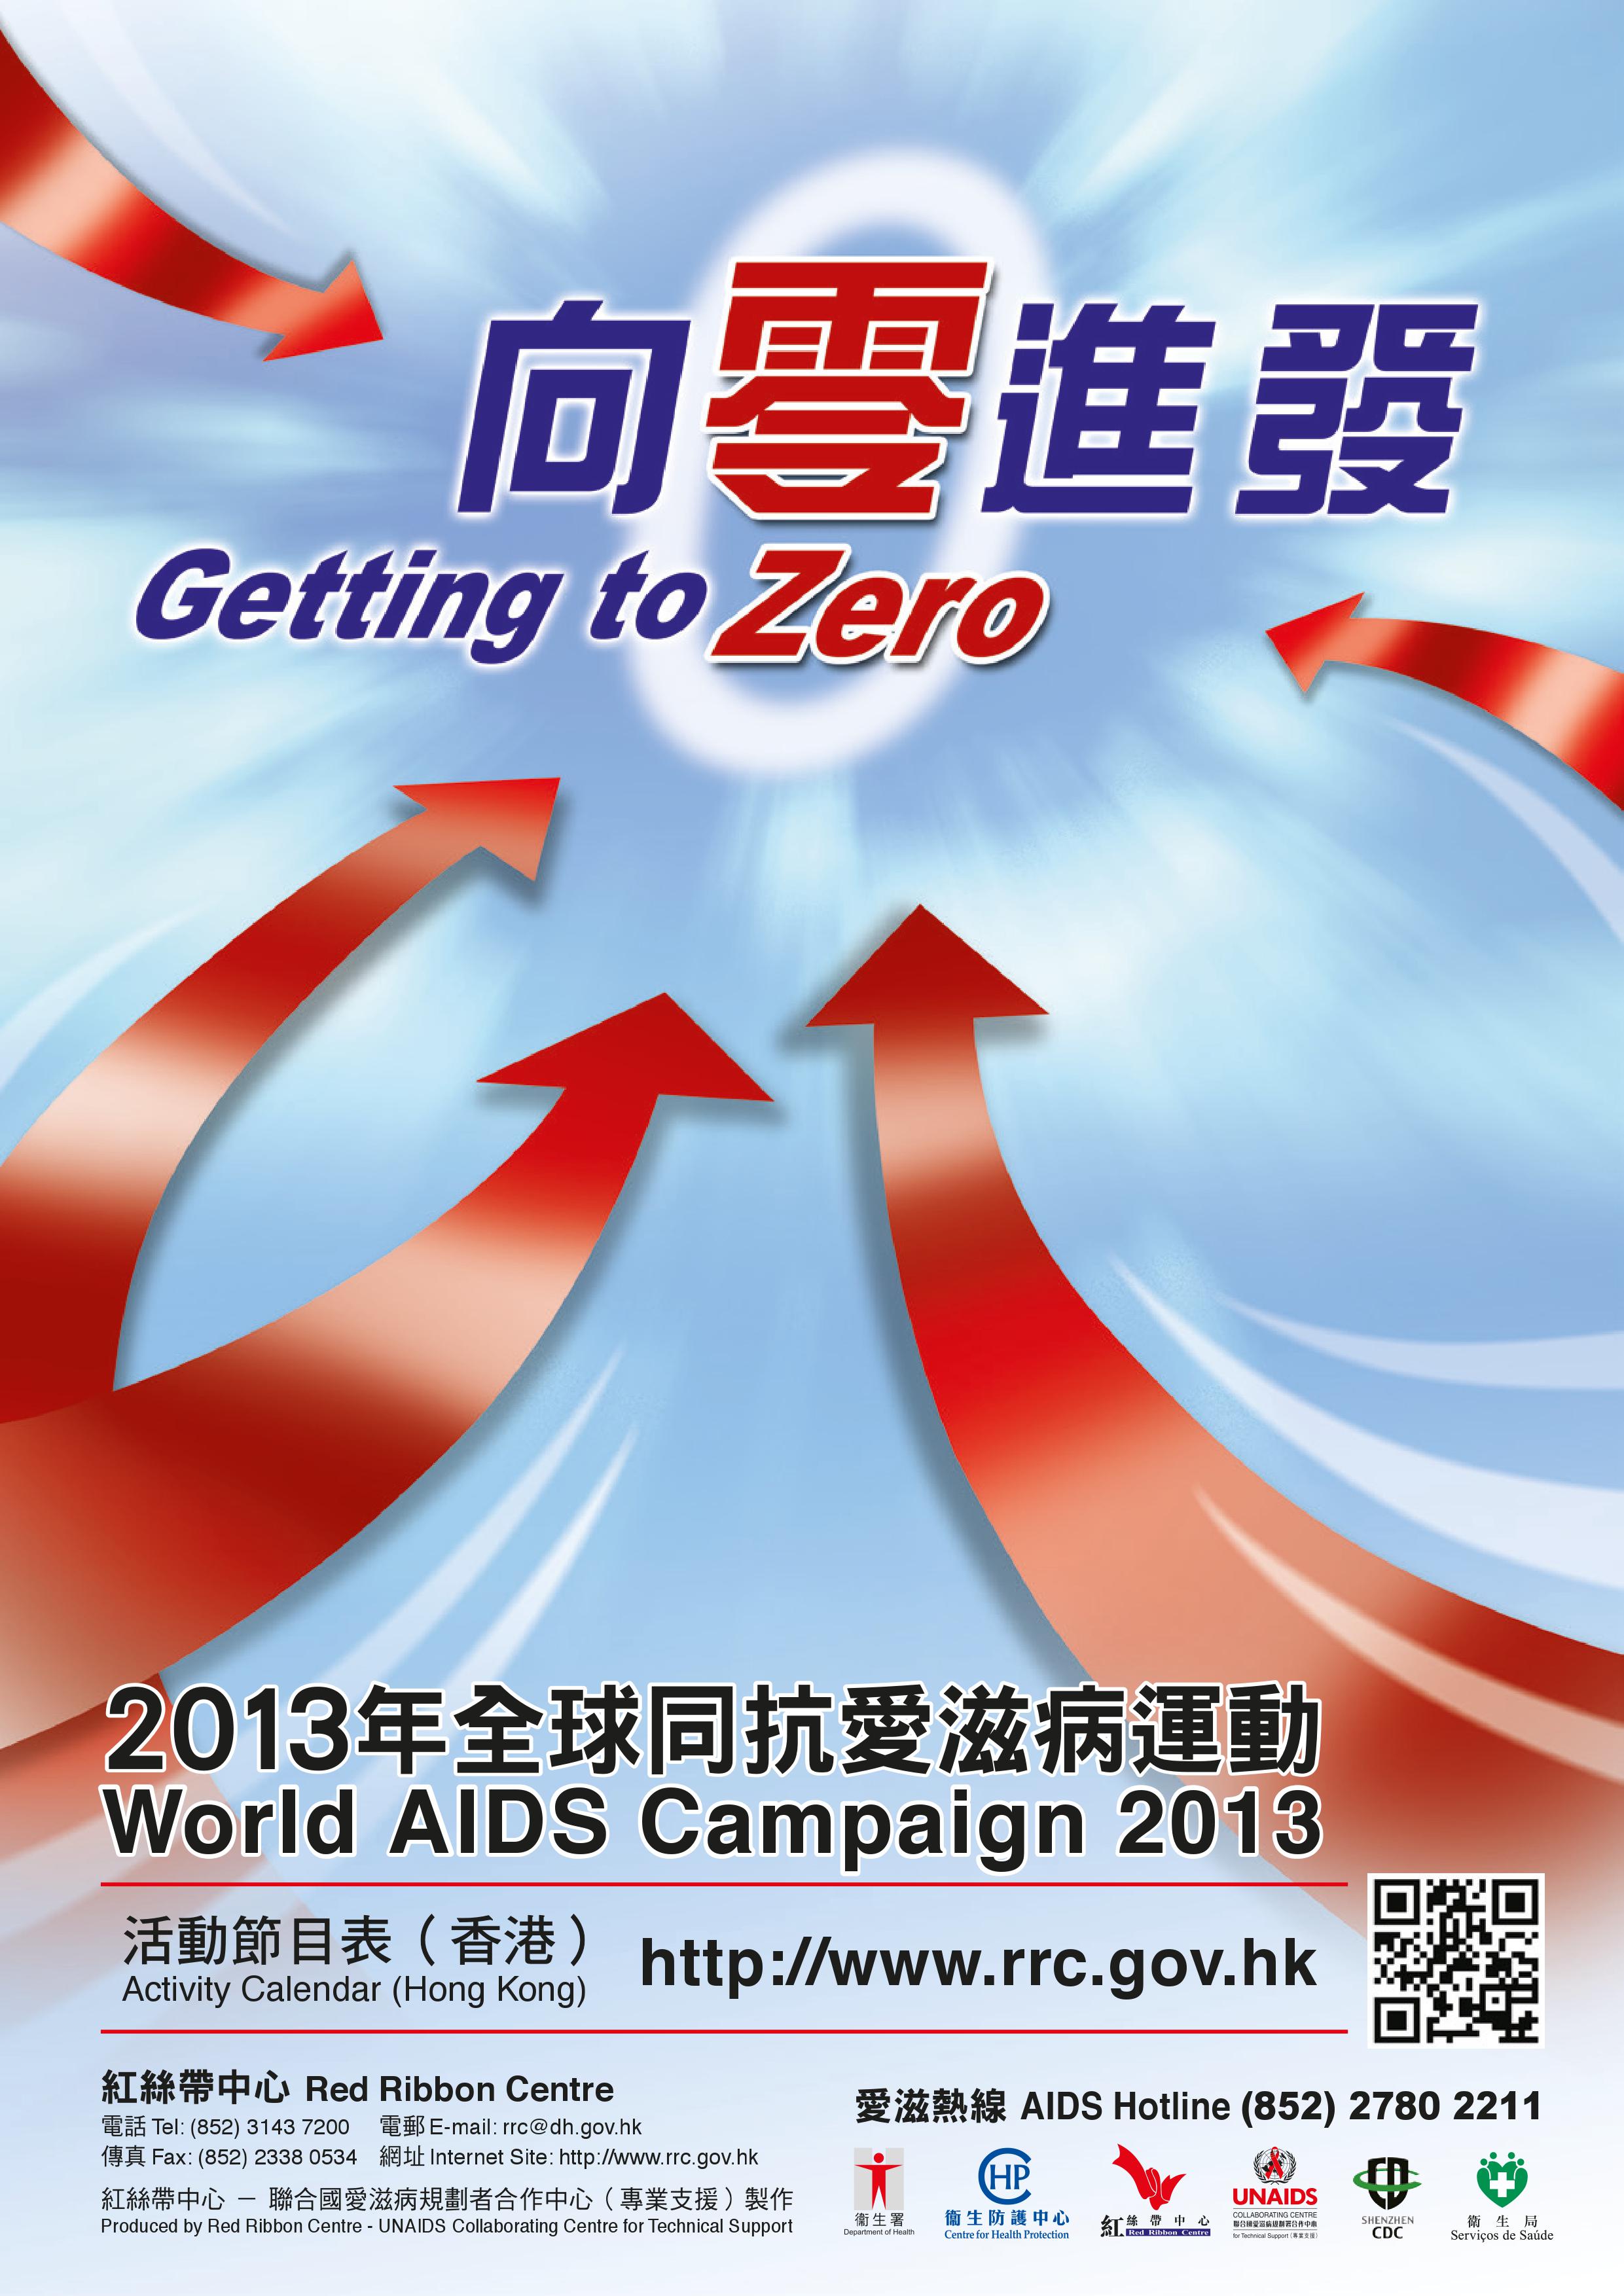 0
向零進發
Getting to Zero
2013年全球同抗愛滋病運動
World AIDS Campaign 2013
活動節目表（香港）
Activity Calendar (Hong Kong)
http://www.rrc.gov.hk
紅絲帶中心 Red Ribbon Centre
電話 Tel: (852) 3143 7200 電郵 E-mail: rrc@dh.gov.hk
傳真 Fax: (852) 2338 0534 網址 Internet Site: http://www.rrc.gov.hk
紅絲帶中心 － 聯合國愛滋病規劃者合作中心（專業支援）製作
Produced by Red Ribbon Centre - UNAIDS Collaborating Centre for Technical Support
愛滋熱線 AIDS Hotline (852) 2780 2211
衞生署
Department of Health
CHP
衞生防護中心
Centre for Health Protection
紅絲帶中心
Red Ribbon Centre
UNAIDS
COLLABORATING CENTRE
聯合國愛滋病規劃署合作中心
for Technical Support (專業支援)
SHENZHEN
CDC
衛生局
Serviços de Saúde